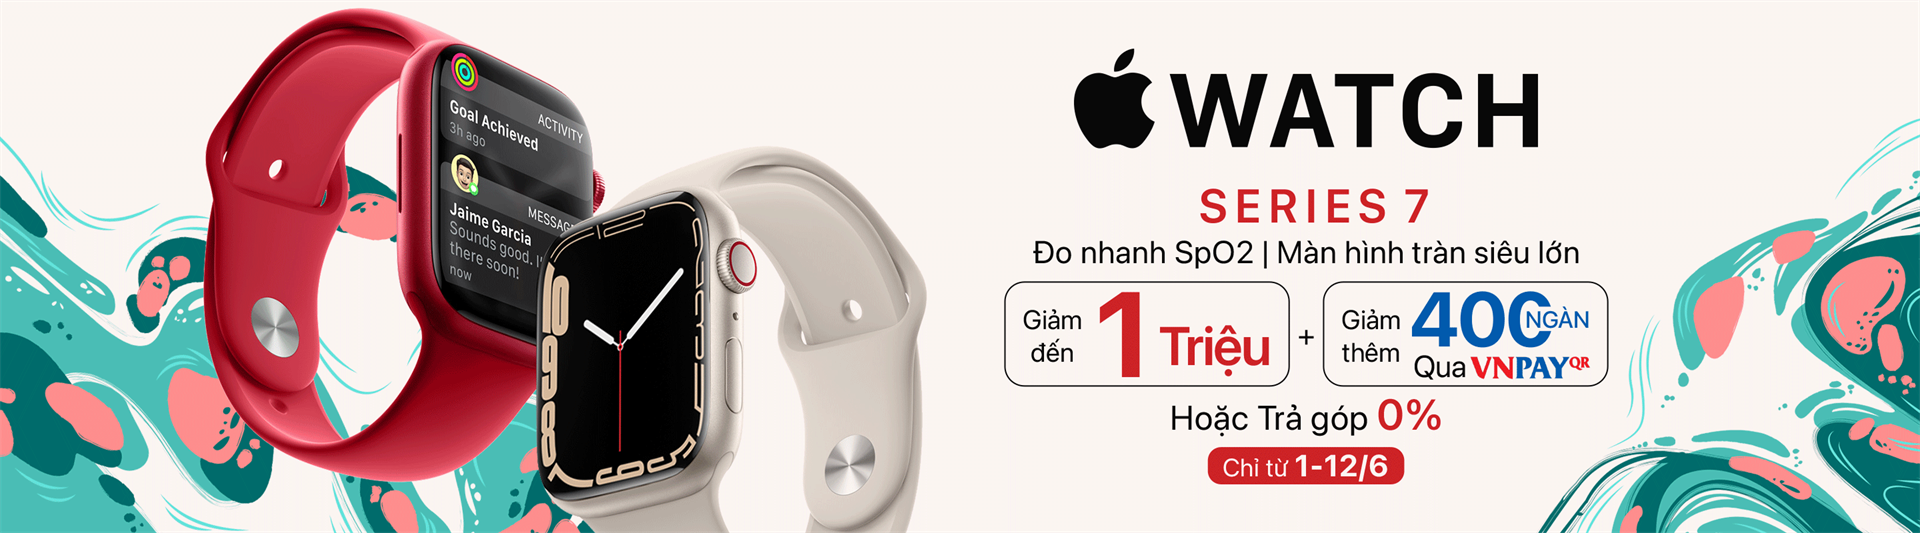 ACTIVITY
Goal Achieved
3h ago
Jaime Garcia
Sounds good. I'
there soon!
now
WATCH
SERIES 7
Đo nhanh SpO2 | Màn hình tràn siêu lớn
Giảm đến 1 Triệu + Giảm thêm 400 NGÀN
Qua VNPAYQR
Hoặc Trả góp 0%
Chỉ từ 1-12/6